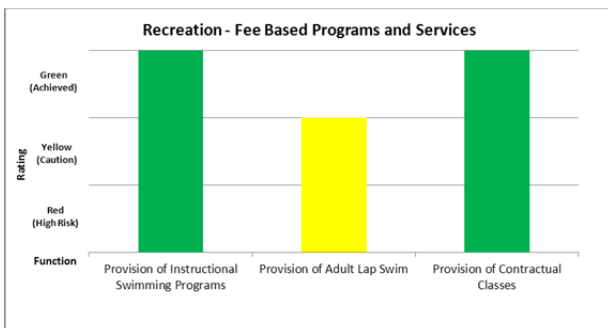 Recreation - Fee Based Programs and Services
Green
(Achieved)
Yellow
(Caution)
Red
(High Risk)
Rating
Function
Provision of Instructional
Swimming Programs
Provision of Adult Lap Swim
Provision of Contractual
Classes